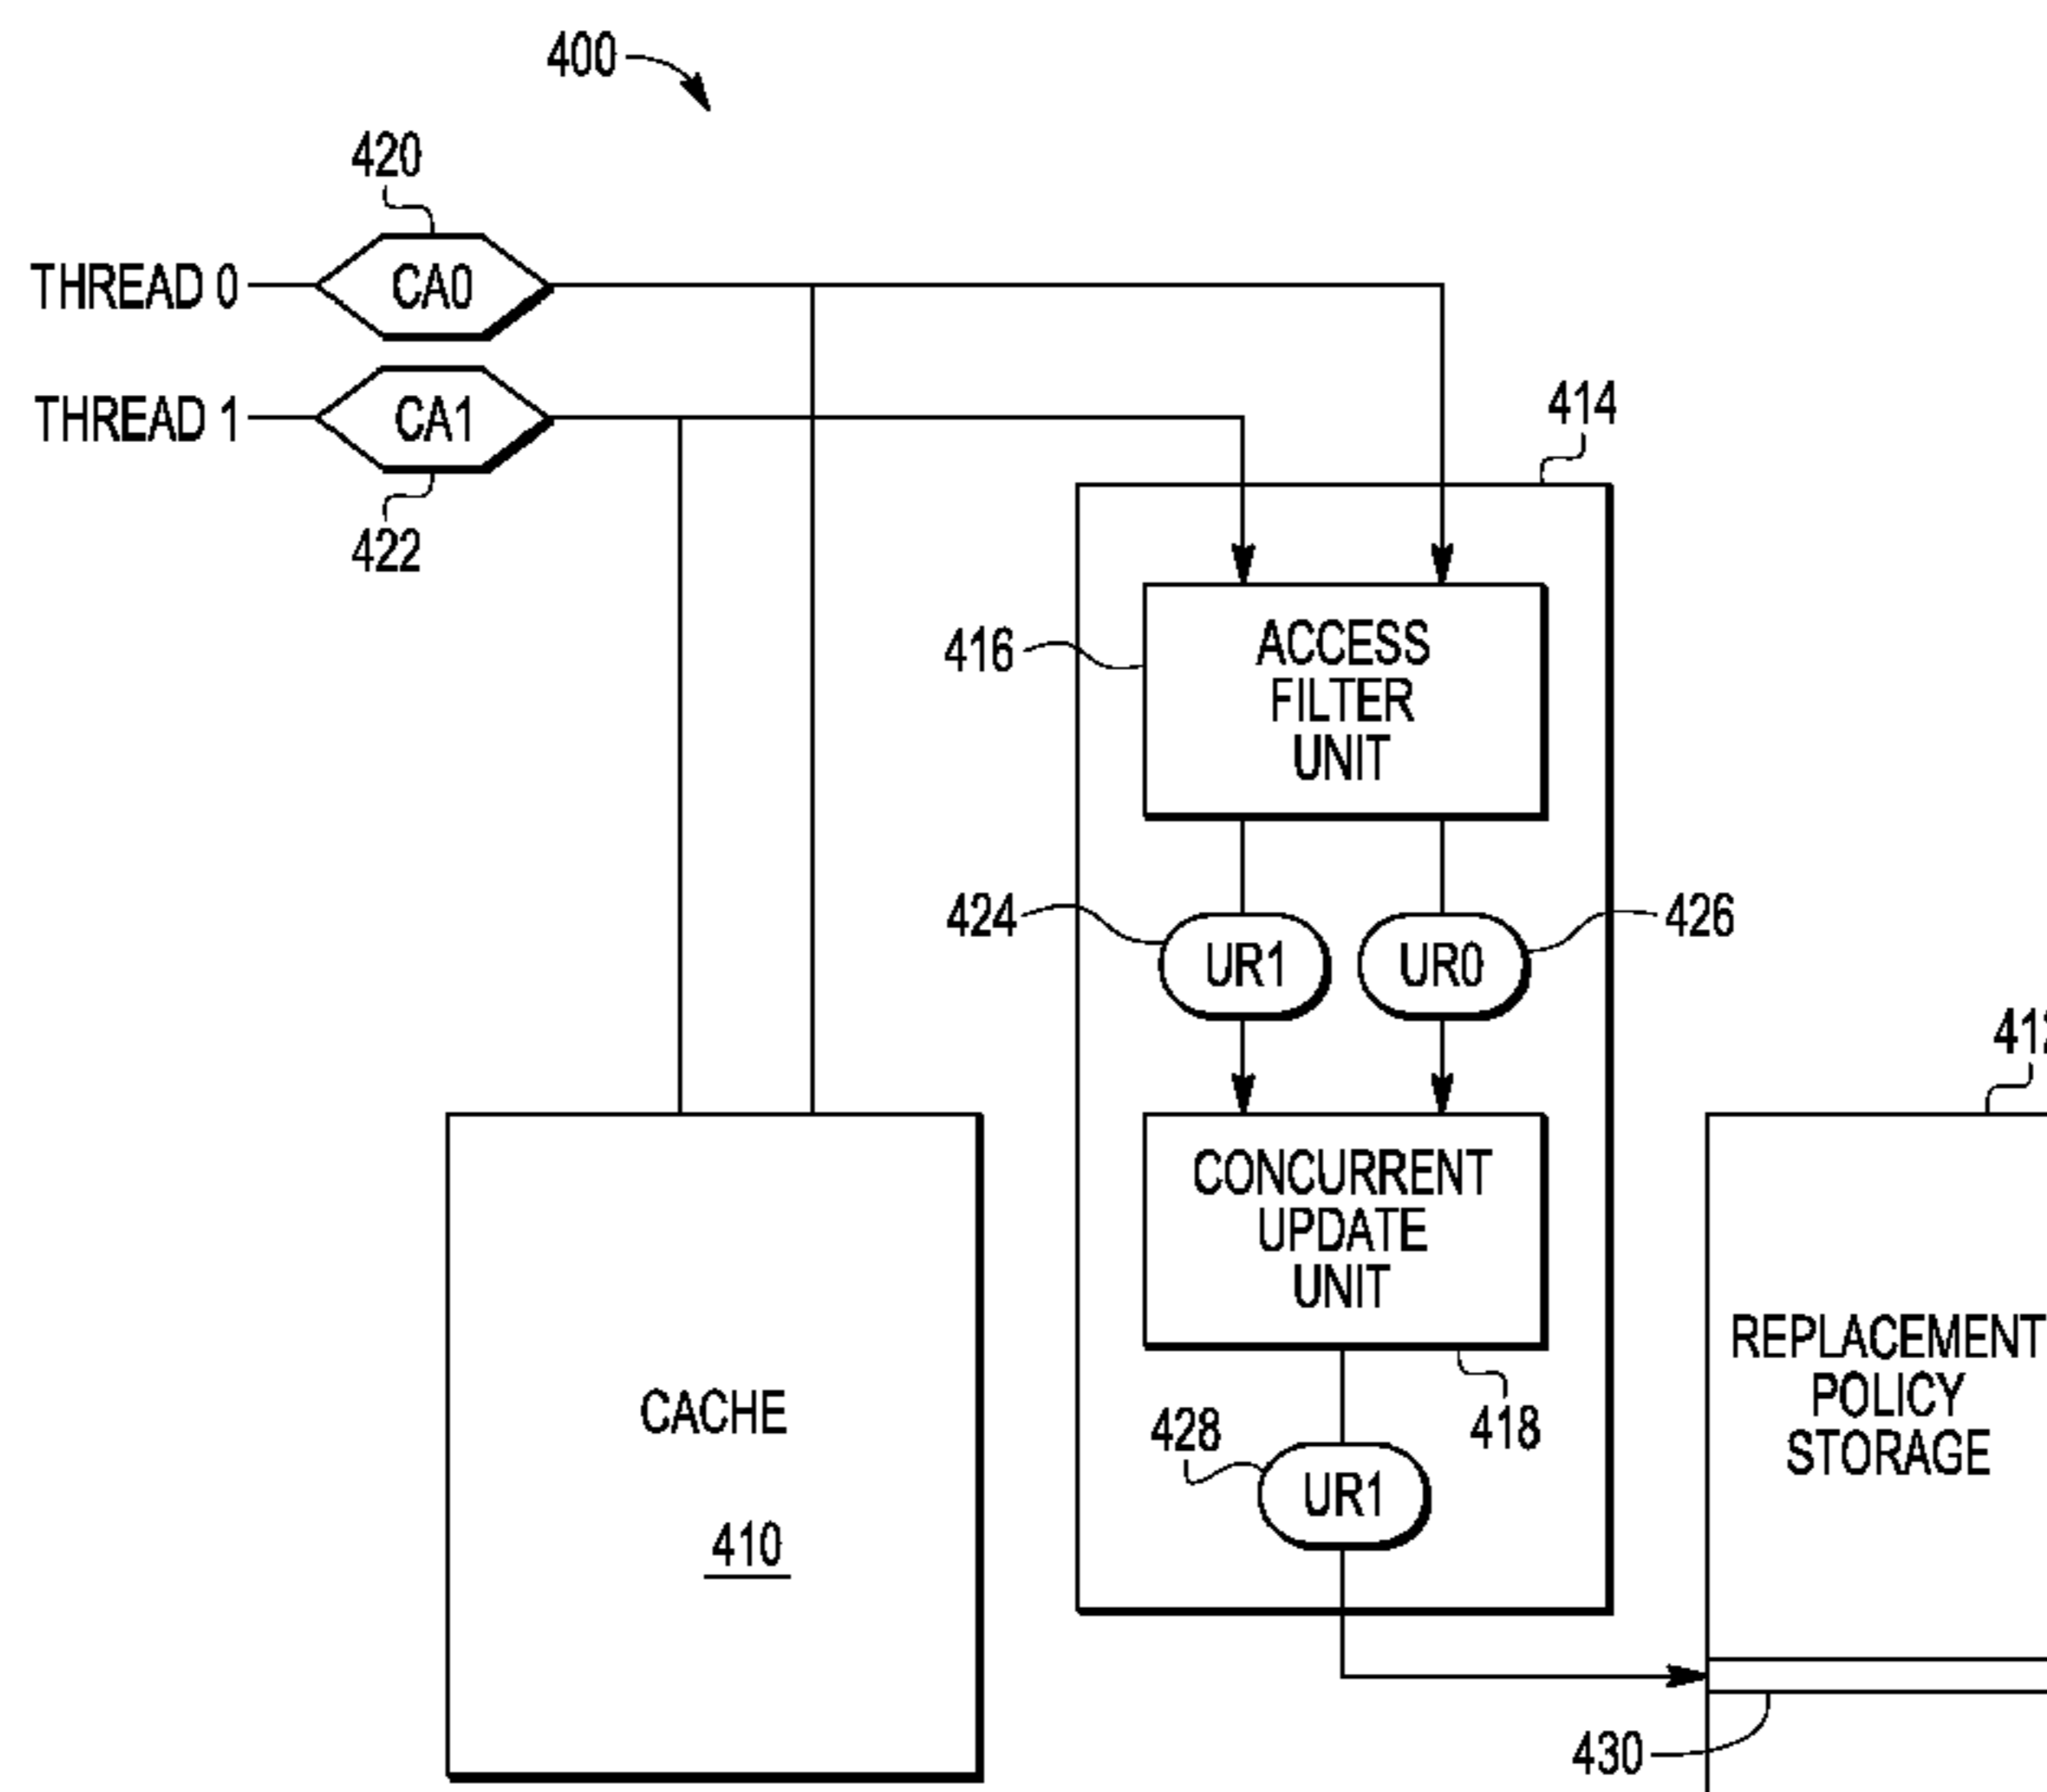 400
420
THREAD 0
CA0
THREAD 1
CA1
422
414
416
ACCESS
FILTER
UNIT
424
UR1
UR0
426
CONCURRENT
UPDATE
UNIT
418
428
UR1
CACHE
410
REPLACEMENT
POLICY
STORAGE
430